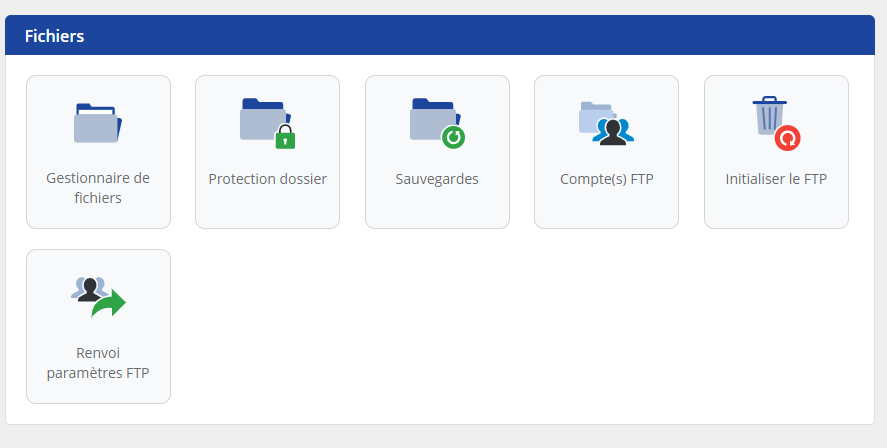 Fichiers
Gestionnaire de
fichiers
Protection dossier
Sauvegardes
Compte(s) FTP
Initialiser le FTP
Renvoi
paramètres FTP